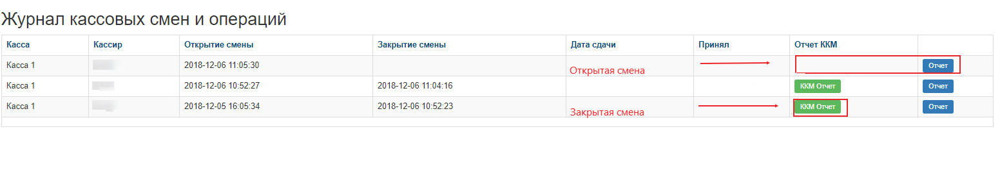 Журнал кассовых смен и операций
Касса Кассир Открытие смены Закрытие смены Дата сдачи Принял Отчет ККМ
Касса 1 2018-12-06 11:05:30 Открытая смена Отчет
Касса 1 2018-12-06 10:52:27 2018-12-06 11:04:16 ККМ Отчет Отчет
Касса 1 2018-12-05 16:05:34 2018-12-06 10:52:23 Закрытая смена ККМ Отчет Отчет